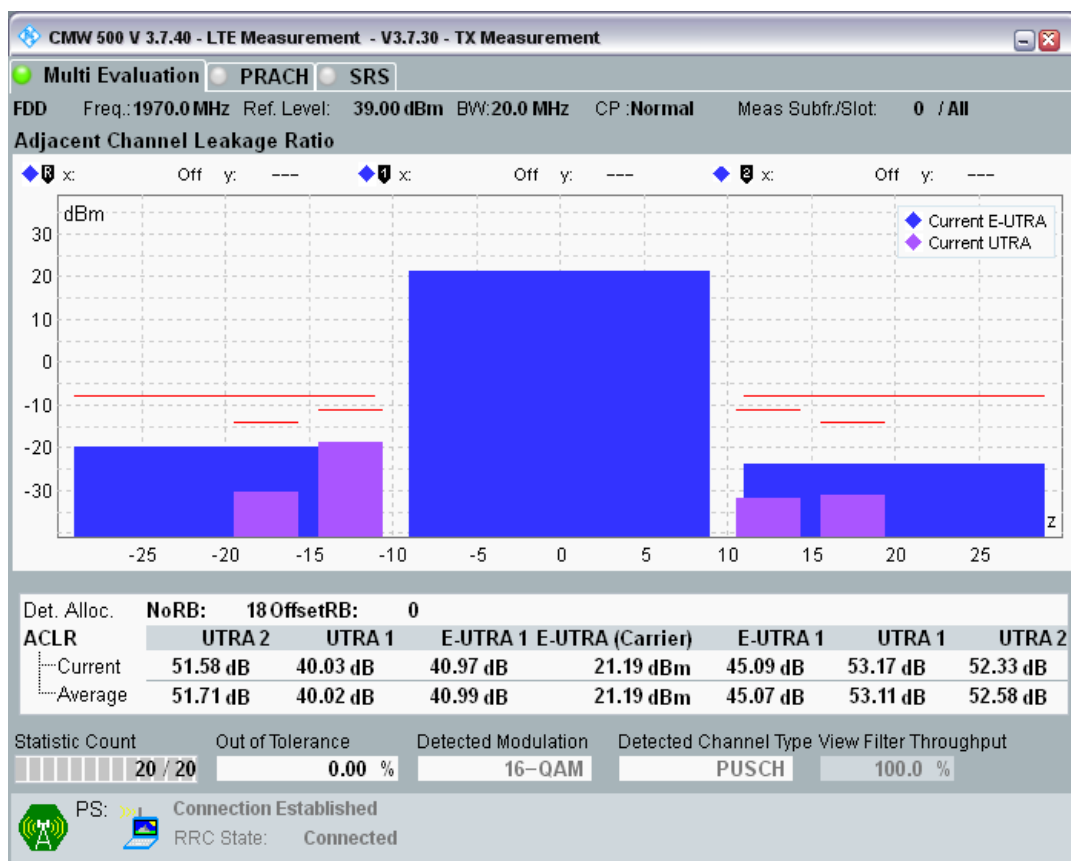 CMW 500 V 3.7.40 - LTE Measurement - V3.7.30 - TX Measurement
Multi Evaluation PRACH SRS
FDD Freq.: 1970.0 MHz Ref. Level: 39.00 dBm BW: 20.0 MHz CP : Normal Meas Subfr./Slot: 0 / All
Adjacent Channel Leakage Ratio
R x: Off y: --- 1 x: Off y: --- 2 x: Off y: ---
dBm
Current E-UTRA
Current UTRA
30
20
10
0
-10
-20
-30
z
-25 -20 -15 -10 -5 0 5 10 15 20 25
Det. Alloc. NoRB: 18 OffsetRB: 0
ACLR UTRA 2 UTRA 1 E-UTRA 1 E-UTRA (Carrier) E-UTRA 1 UTRA 1 UTRA 2
Current 51.58 dB 40.03 dB 40.97 dB 21.19 dBm 45.09 dB 53.17 dB 52.33 dB
Average 51.71 dB 40.02 dB 40.99 dB 21.19 dBm 45.07 dB 53.11 dB 52.58 dB
Statistic Count Out of Tolerance Detected Modulation Detected Channel Type View Filter Throughput
20 / 20 0.00 % 16-QAM PUSCH 100.0 %
PS: Connection Established
RRC State: Connected